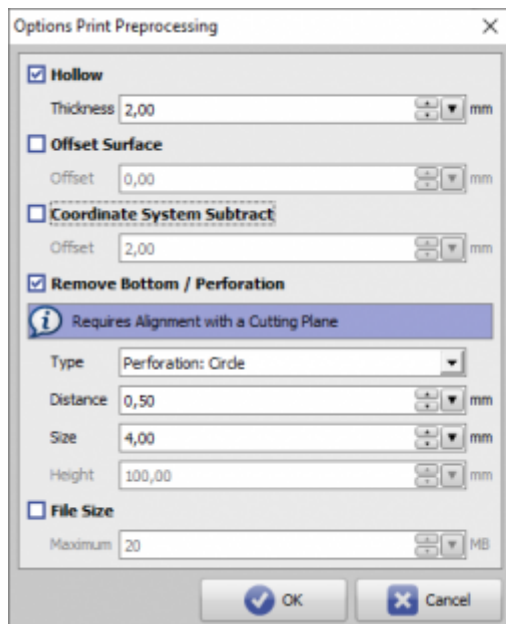 Options Print Preprocessing
Hollow
Thickness 2,00 mm
Offset Surface
Offset 0,00 mm
Coordinate System Subtract
Offset 2,00 mm
Remove Bottom / Perforation
Requires Alignment with a Cutting Plane
Type Perforation: Circle
Distance 0,50 mm
Size 4,00 mm
Height 100,00 mm
File Size
Maximum 20 MB
OK Cancel